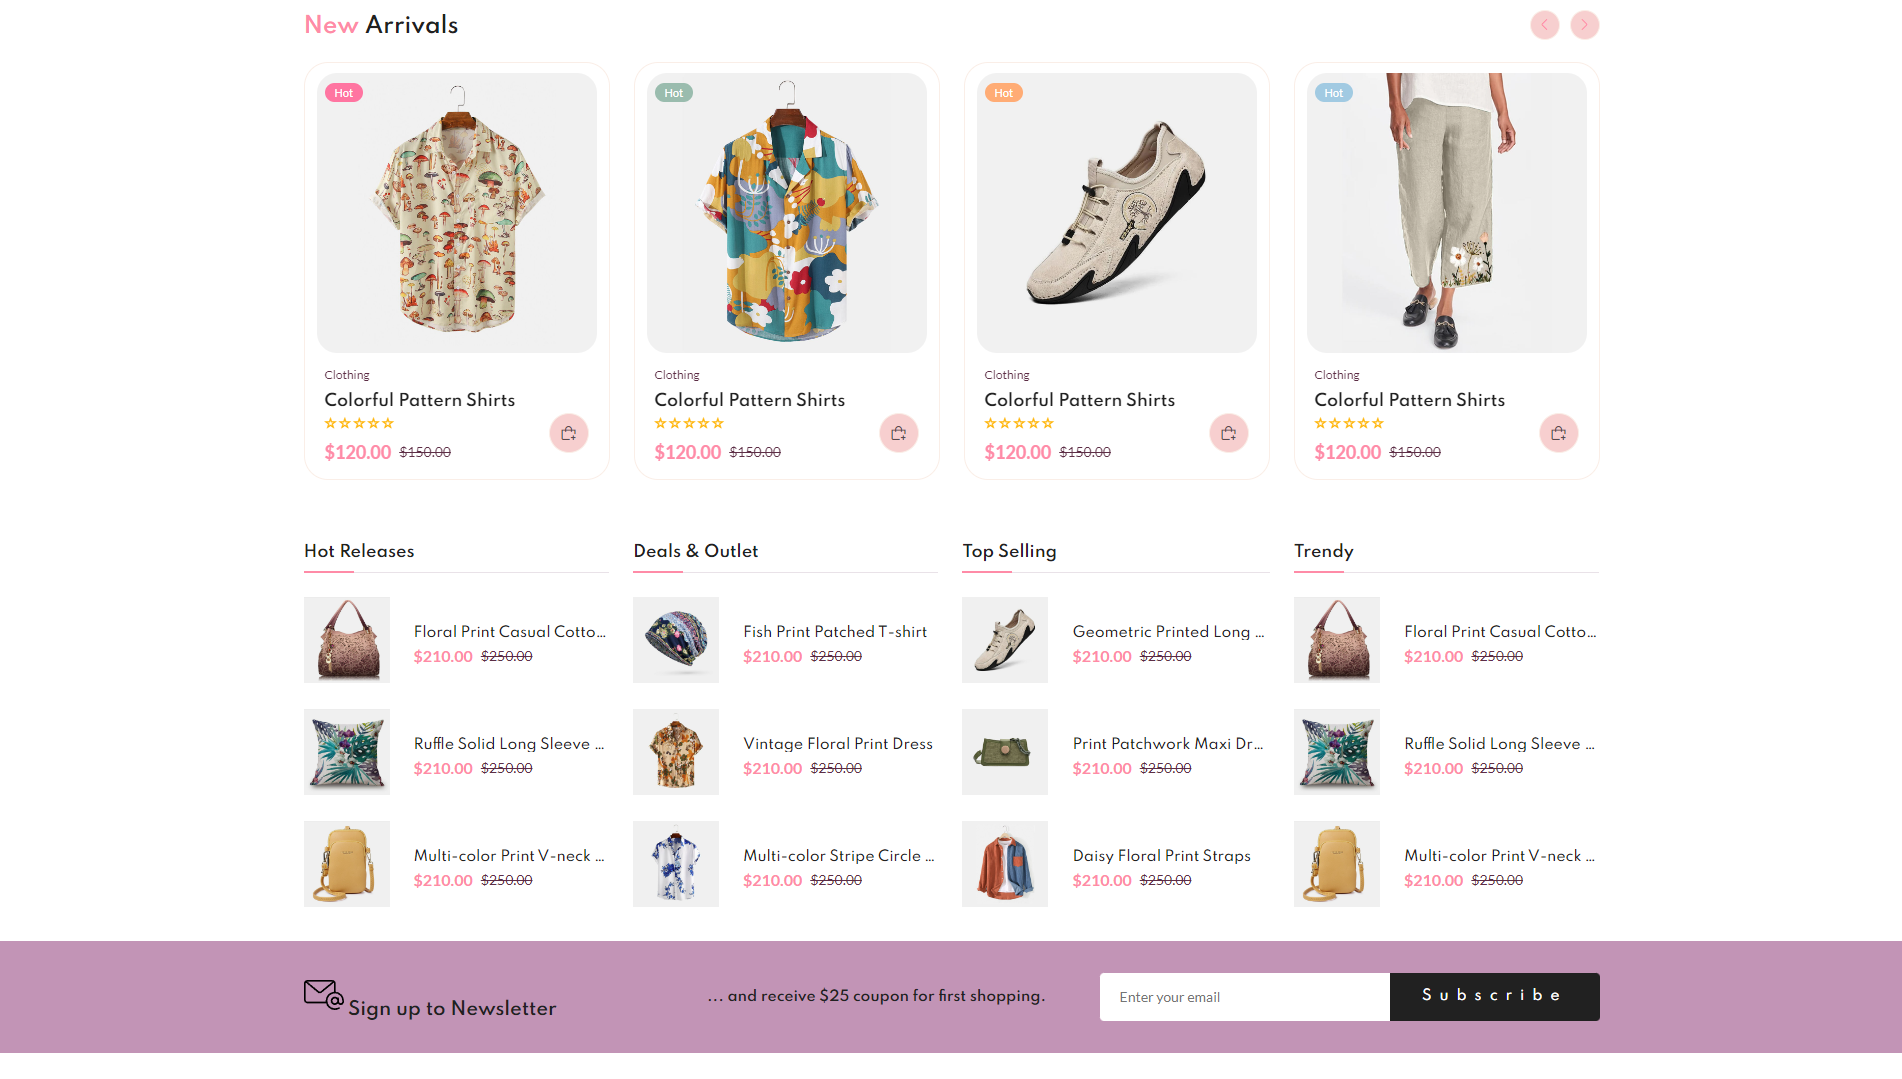 New Arrivals
Hot
Clothing
Colorful Pattern Shirts
$120.00 $150.00
Hot
Clothing
Colorful Pattern Shirts
$120.00 $150.00
Hot
Clothing
Colorful Pattern Shirts
$120.00 $150.00
Hot
Clothing
Colorful Pattern Shirts
$120.00 $150.00
Hot Releases
Floral Print Casual Cotto...
$210.00 $250.00
Ruffle Solid Long Sleeve ...
$210.00 $250.00
Multi-color Print V-neck ...
$210.00 $250.00
Deals & Outlet
Fish Print Patched T-shirt
$210.00 $250.00
Vintage Floral Print Dress
$210.00 $250.00
Multi-color Stripe Circle ...
$210.00 $250.00
Top Selling
Geometric Printed Long ...
$210.00 $250.00
Print Patchwork Maxi Dr...
$210.00 $250.00
Daisy Floral Print Straps
$210.00 $250.00
Trendy
Floral Print Casual Cotto...
$210.00 $250.00
Ruffle Solid Long Sleeve ...
$210.00 $250.00
Multi-color Print V-neck ...
$210.00 $250.00
Sign up to Newsletter
... and receive $25 coupon for first shopping.
Enter your email
Subscribe